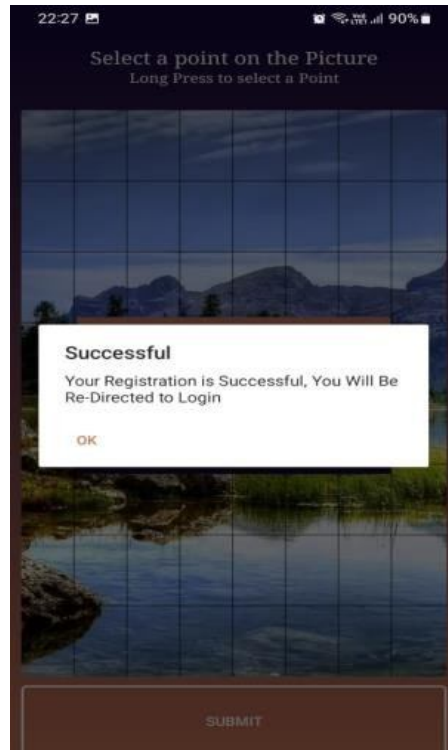 22:27 90%
Select a point on the Picture
Long Press to select a Point
Successful
Your Registration is Successful, You Will Be
Re-Directed to Login
OK
SUBMIT